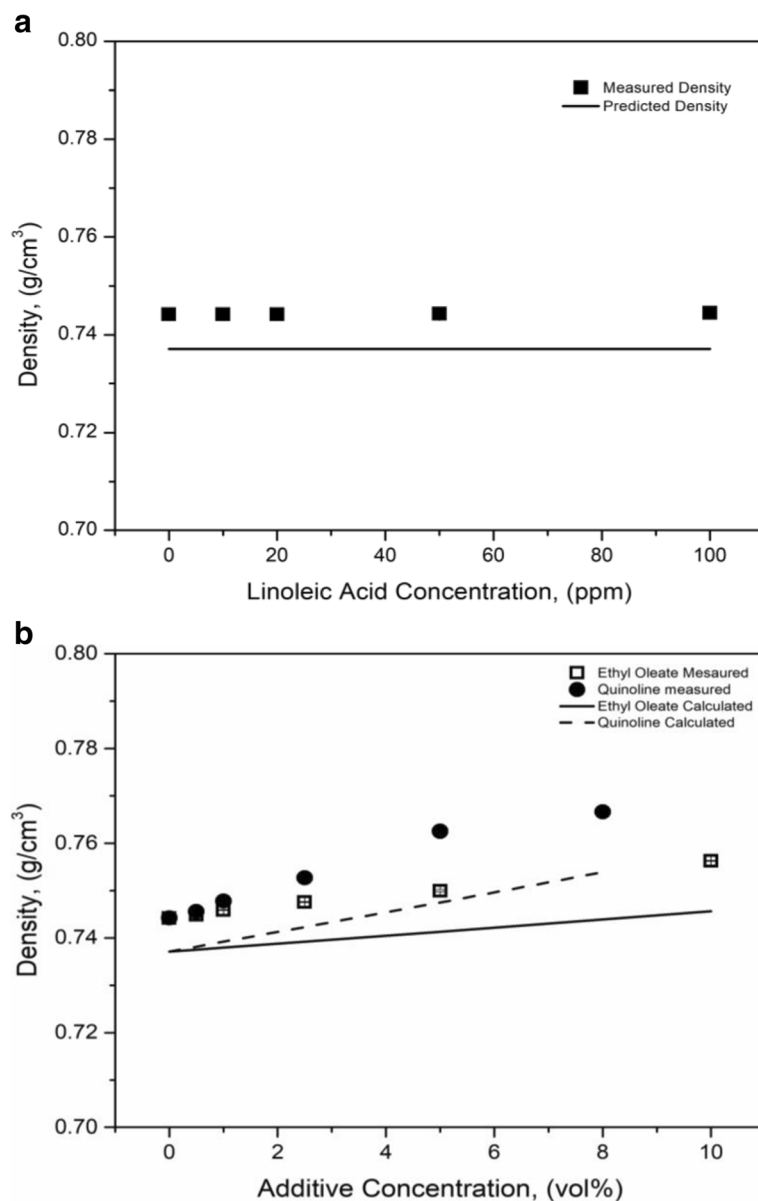 a
0.80
0.78
0.76
0.74
0.72
0.70
Density, (g/cm³)
Measured Density
Predicted Density
0 20 40 60 80 100
Linoleic Acid Concentration, (ppm)
b
0.80
0.78
0.76
0.74
0.72
0.70
Density, (g/cm³)
Ethyl Oleate Mesaured
Quinoline measured
Ethyl Oleate Calculated
Quinoline Calculated
0 2 4 6 8 10
Additive Concentration, (vol%)